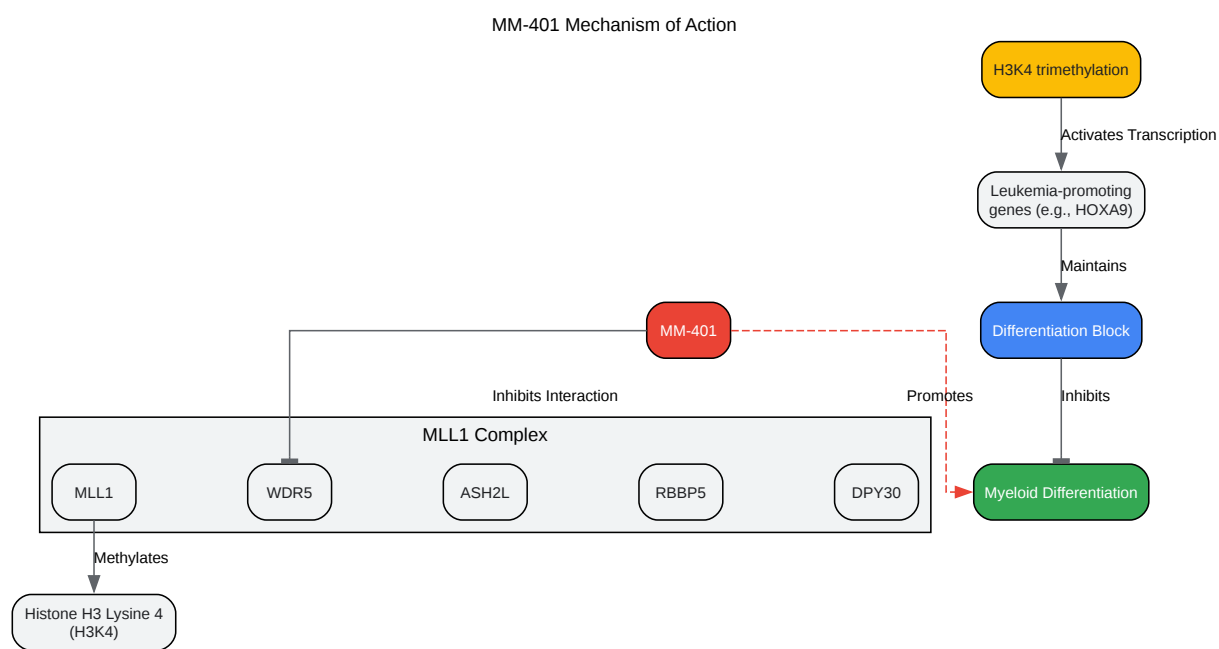 MM-401 Mechanism of Action
H3K4 trimethylation
Activates Transcription
Leukemia-promoting
genes (e.g., HOXA9)
Maintains
MM-401
Differentiation Block
Inhibits Interaction
Promotes
Inhibits
MLL1 Complex
MLL1
WDR5
ASH2L
RBBP5
DPY30
Myeloid Differentiation
Methylates
Histone H3 Lysine 4
(H3K4)